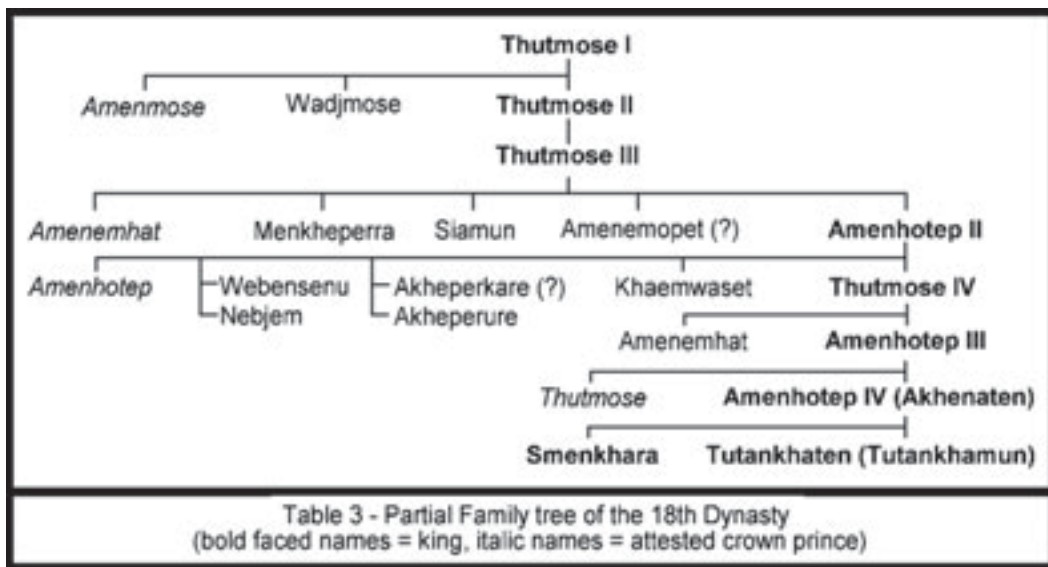 Thutmose I
Amenmose Wadjmose Thutmose II
Thutmose III
Amenemhat Menkheperra Siamun Amenemopet (?) Amenhotep II
Amenhotep Webensenu Akheperkare (?) Khaemwaset Thutmose IV
Nebjem Akheperure
Amenemhat Amenhotep III
Thutmose Amenhotep IV (Akhenaten)
Smenkhara Tutankhaten (Tutankhamun)
Table 3 - Partial Family tree of the 18th Dynasty
(bold faced names = king, italic names = attested crown prince)